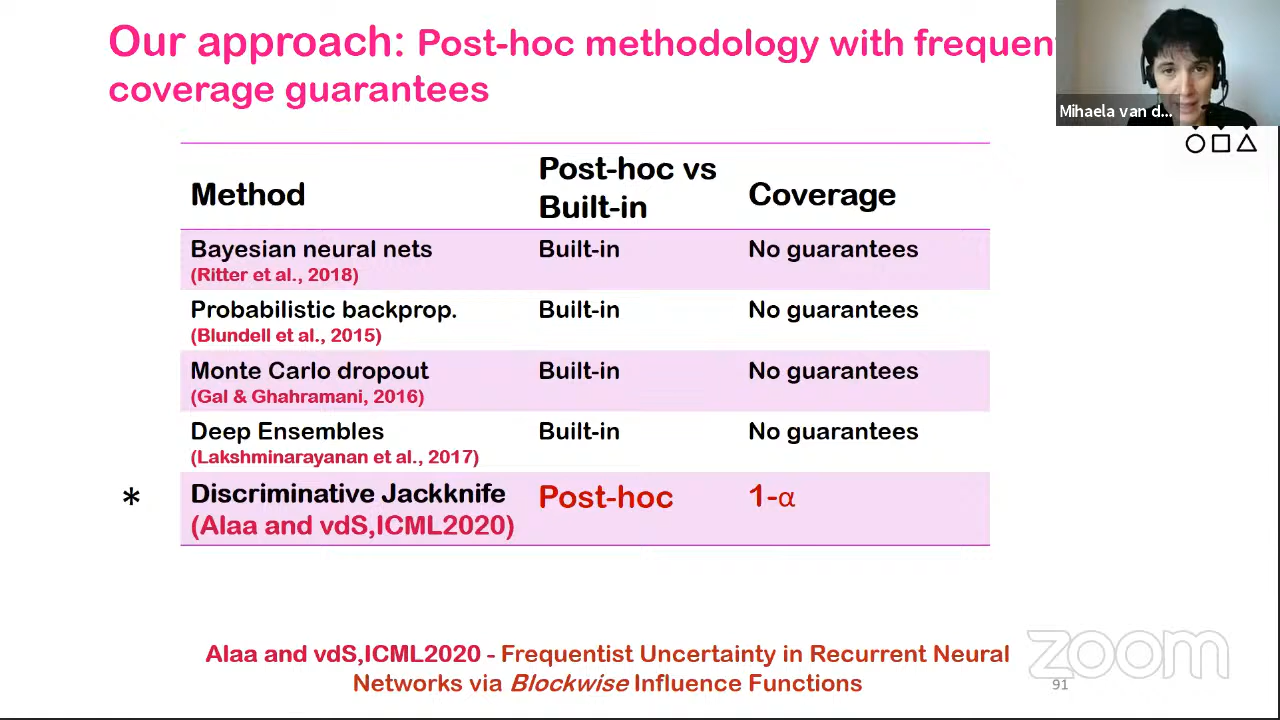 Our approach: Post-hoc methodology with frequent
coverage guarantees
Mihaela van d...
Method Post-hoc vs Built-in Coverage
Bayesian neural nets Built-in No guarantees
(Ritter et al., 2018)
Probabilistic backprop. Built-in No guarantees
(Blundell et al., 2015)
Monte Carlo dropout Built-in No guarantees
(Gal & Ghahramani, 2016)
Deep Ensembles Built-in No guarantees
(Lakshminarayanan et al., 2017)
* Discriminative Jackknife Post-hoc 1-α
(Alaa and vdS,ICML2020)
Alaa and vdS,ICML2020 - Frequentist Uncertainty in Recurrent Neural
Networks via Blockwise Influence Functions
zoom
91